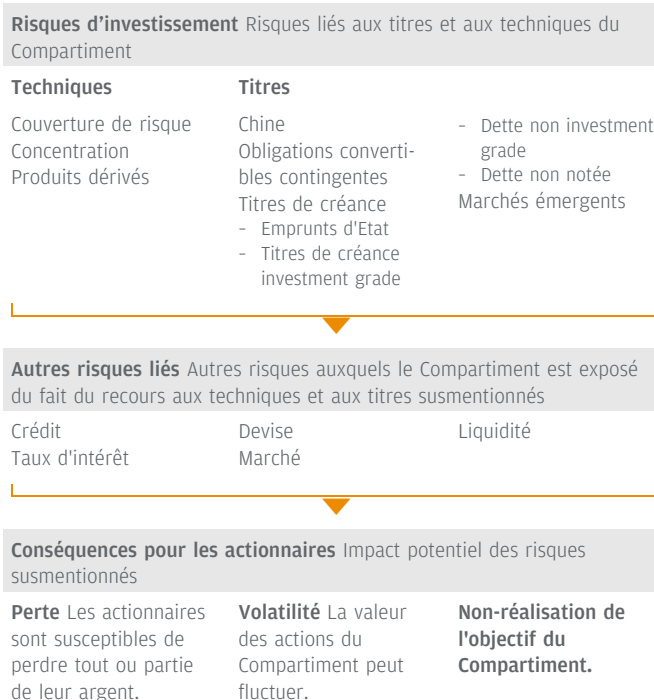 Risques d’investissement Risques liés aux titres et aux techniques du
Compartiment
Techniques
Couverture de risque
Concentration
Produits dérivés
Titres
Chine
Obligations converti-
bles contingentes
Titres de créance
– Emprunts d'Etat
– Titres de créance
investment grade
– Dette non investment
grade
– Dette non notée
Marchés émergents
Autres risques liés Autres risques auxquels le Compartiment est exposé
du fait du recours aux techniques et aux titres susmentionnés
Crédit
Taux d'intérêt
Devise
Marché
Liquidité
Conséquences pour les actionnaires Impact potentiel des risques
susmentionnés
Perte Les actionnaires
sont susceptibles de
perdre tout ou partie
de leur argent.
Volatilité La valeur
des actions du
Compartiment peut
fluctuer.
Non-réalisation de
l'objectif du
Compartiment.